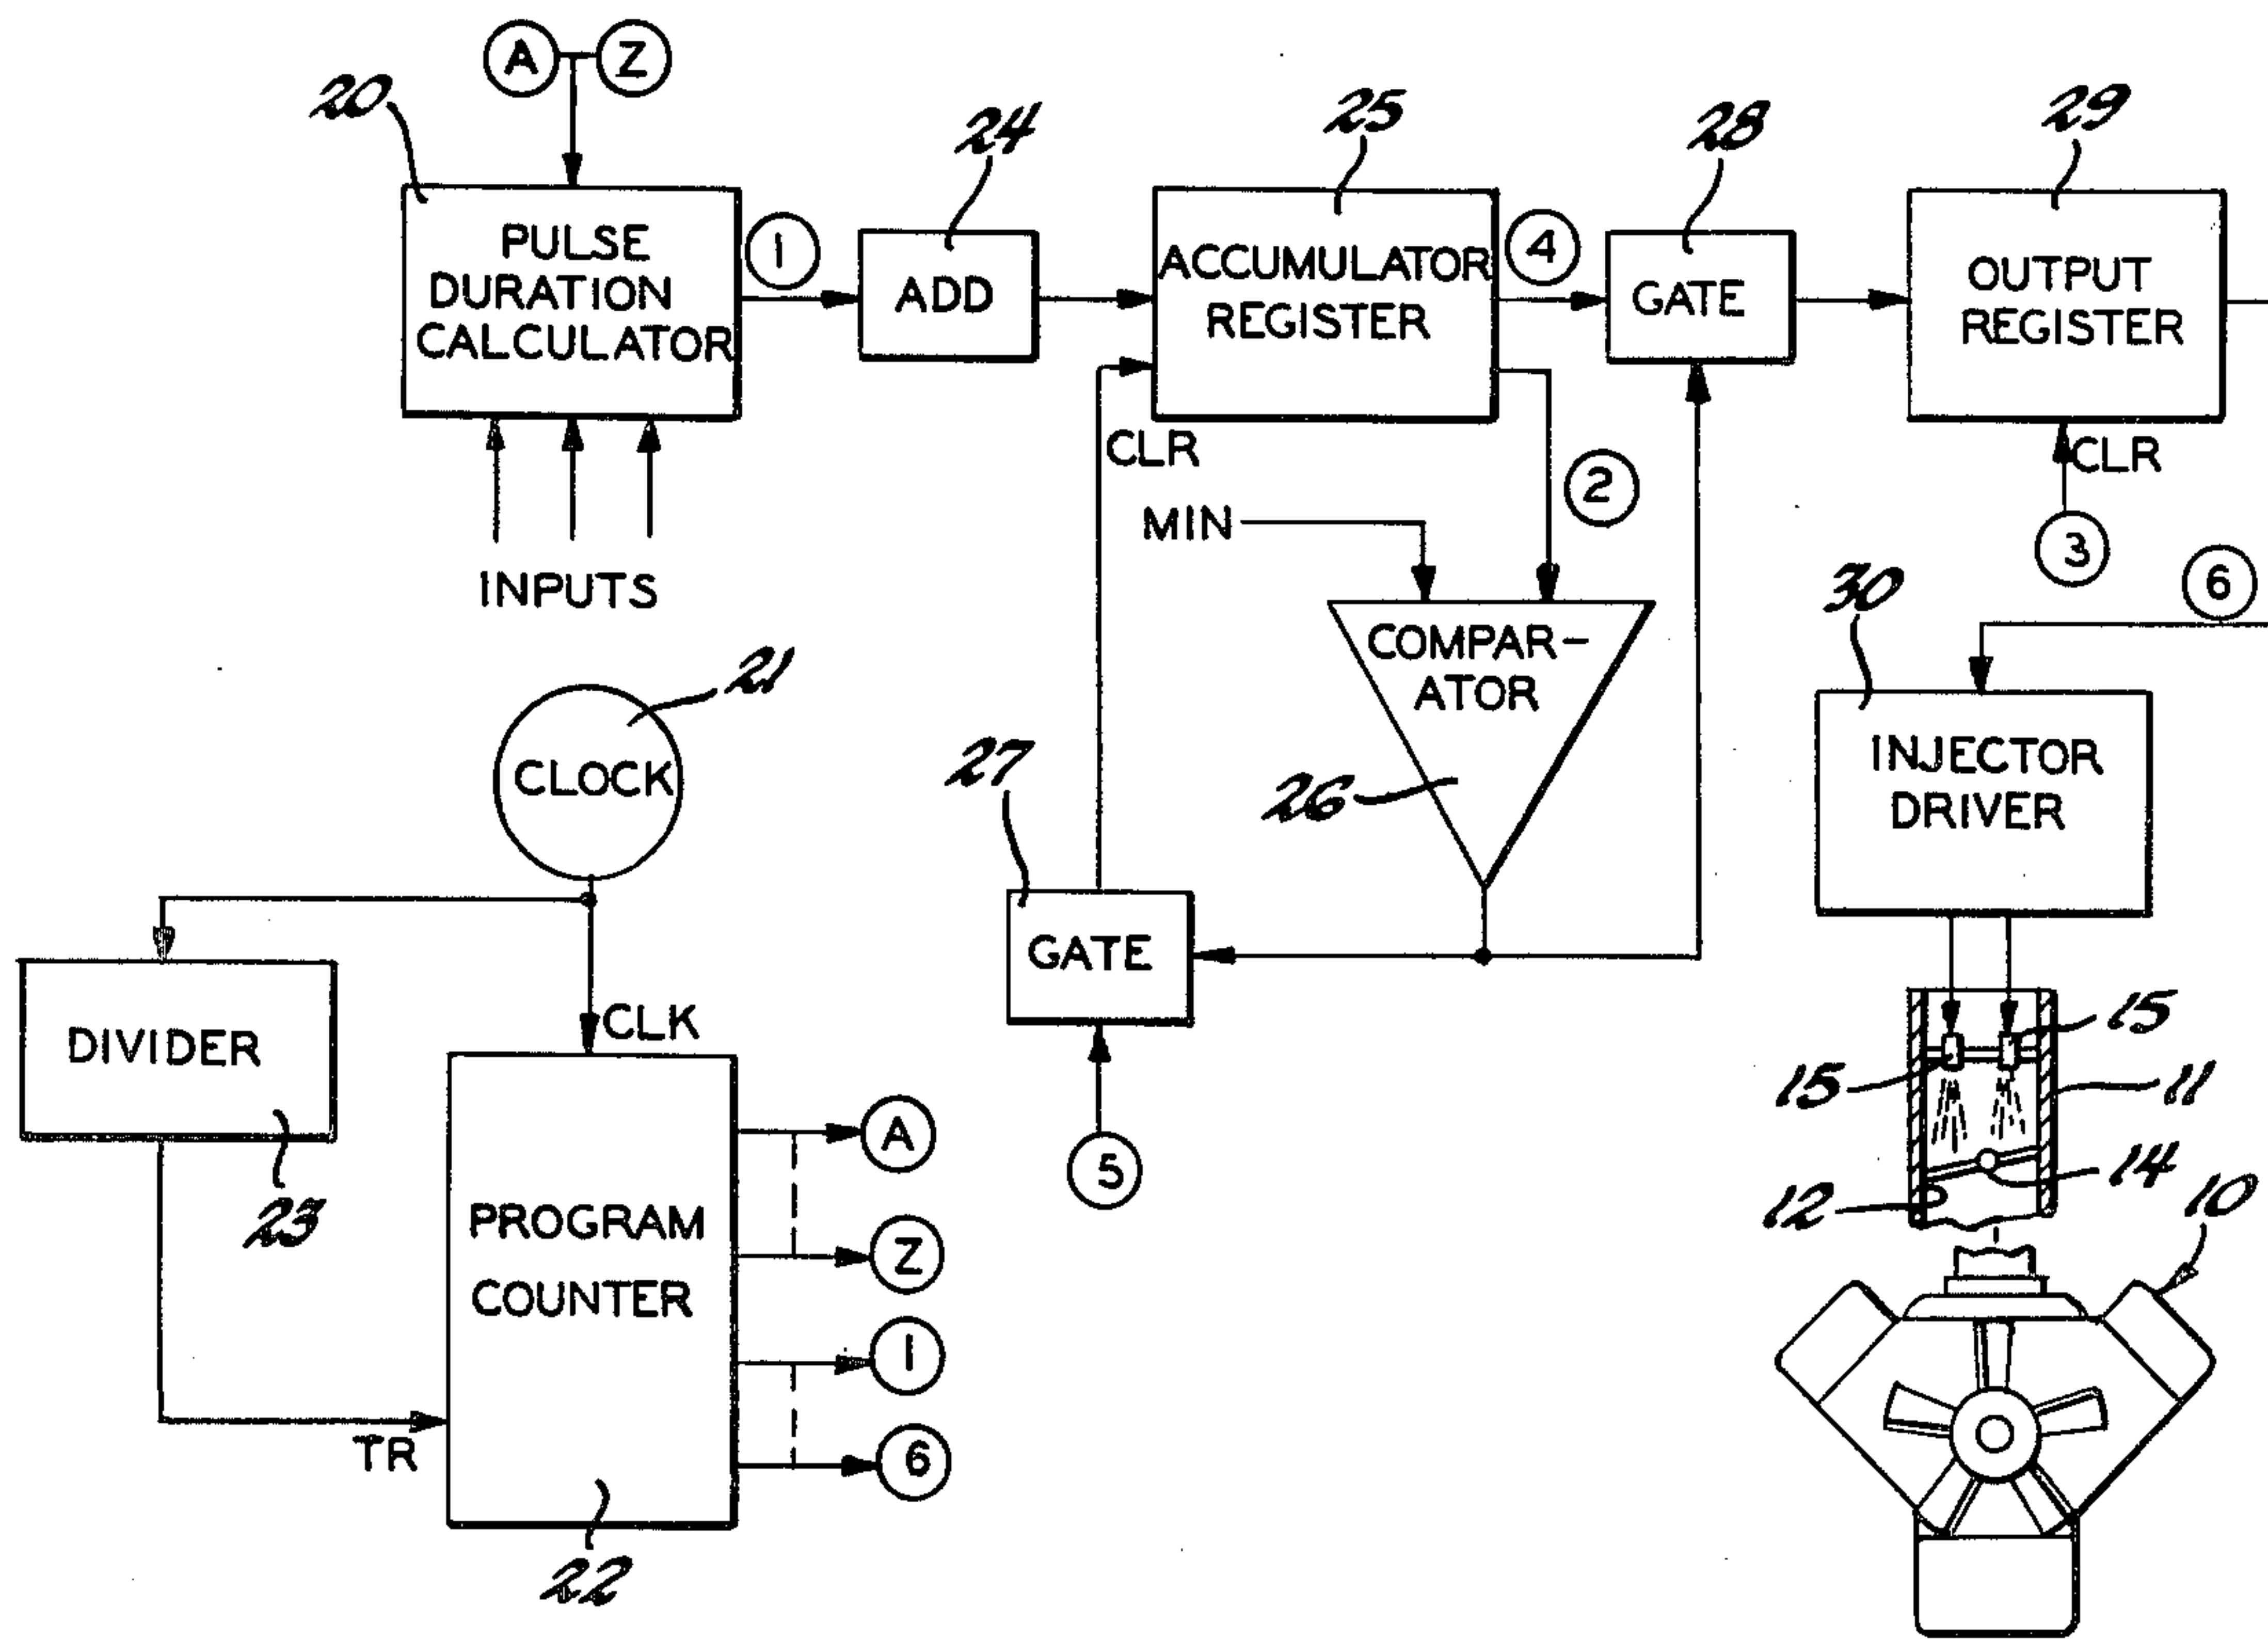 A Z
20
24
25
28
29
PULSE
DURATION
CALCULATOR
1
ADD
ACCUMULATOR
REGISTER
4
GATE
OUTPUT
REGISTER
CLR
CLR
INPUTS
MIN
2
3
6
30
COMPAR-
ATOR
21
CLOCK
27
26
INJECTOR
DRIVER
GATE
DIVIDER
CLK
15
15
11
A
5
14
12
10
23
PROGRAM
COUNTER
Z
1
TR
6
22